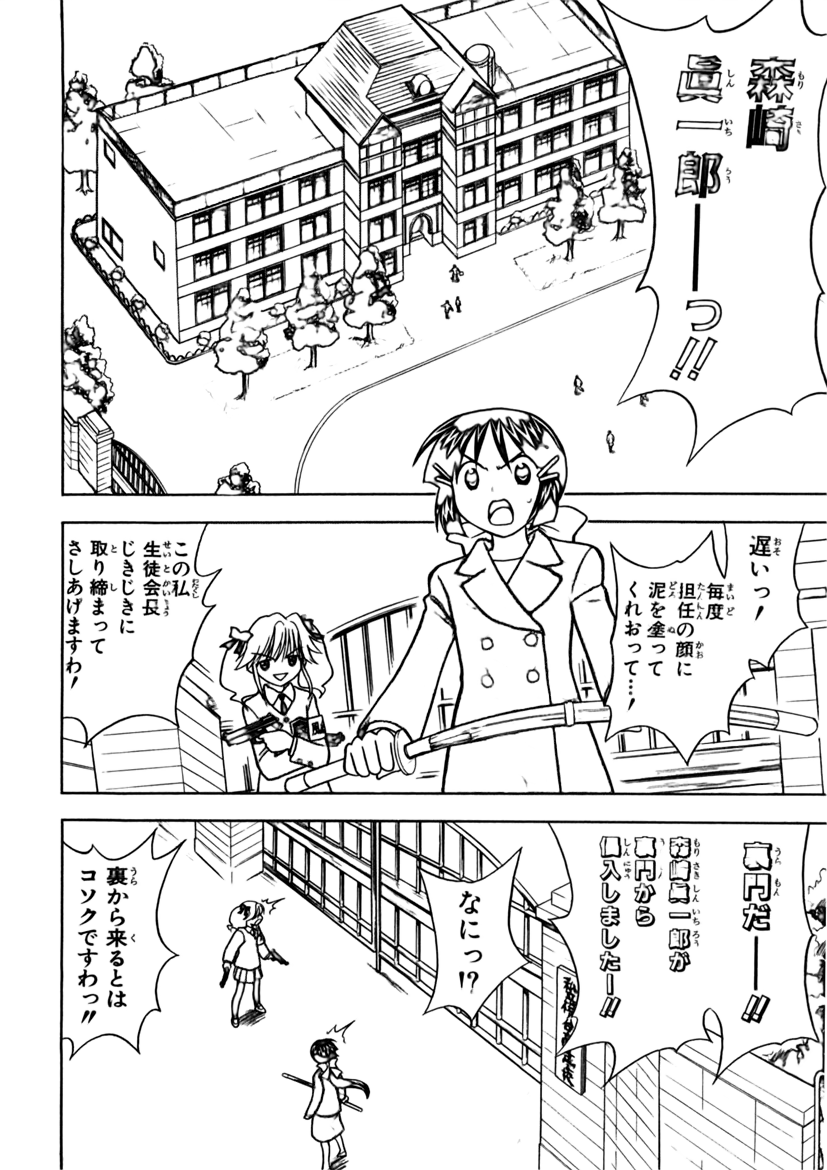 森崎
眞一郎ーっ!!
遅いっ!
毎度
担任の顔に
泥を塗って
くれおって…!
この私
生徒会長
じきじきに
取り締まって
さしあげますわ!
裏門だーー!!
森崎眞一郎が
裏門から
侵入しましたー!!
なにっ!?
裏から来るとは
コソクですわっ!!